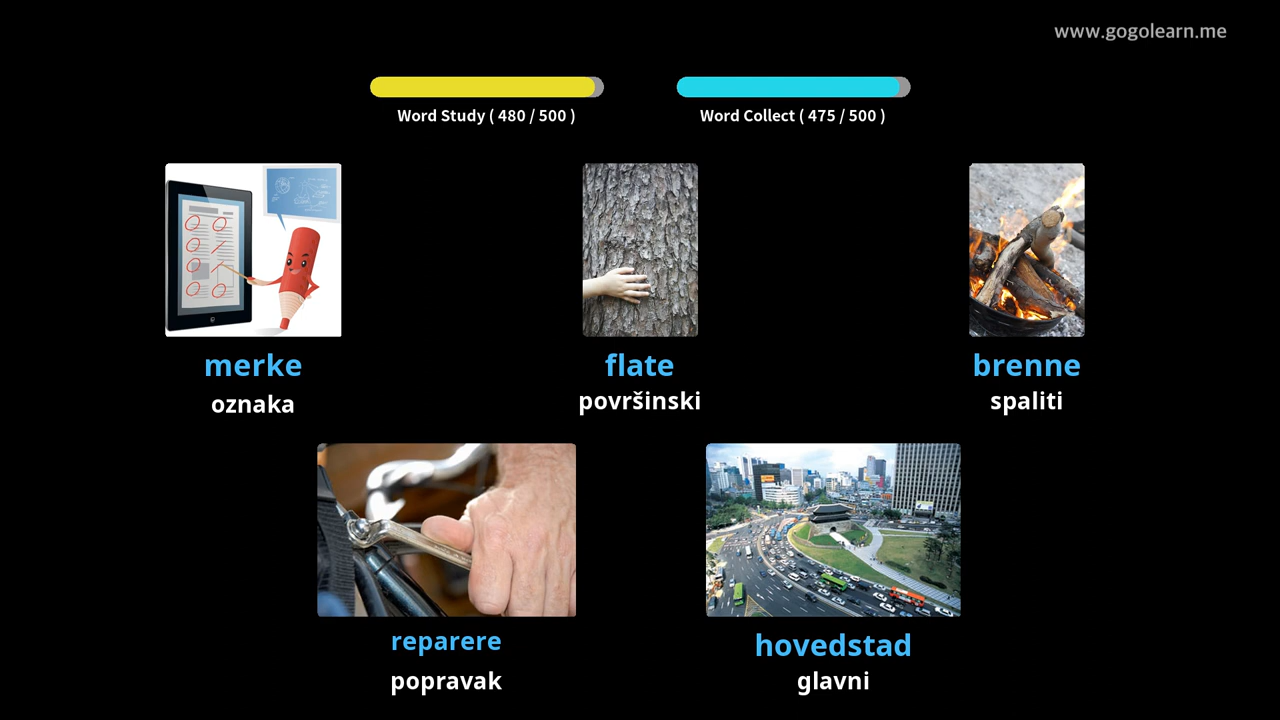 www.gogolearn.me
Word Study ( 480 / 500 )
Word Collect ( 475 / 500 )
merke
oznaka
flate
površinski
brenne
spaliti
reparere
popravak
hovedstad
glavni